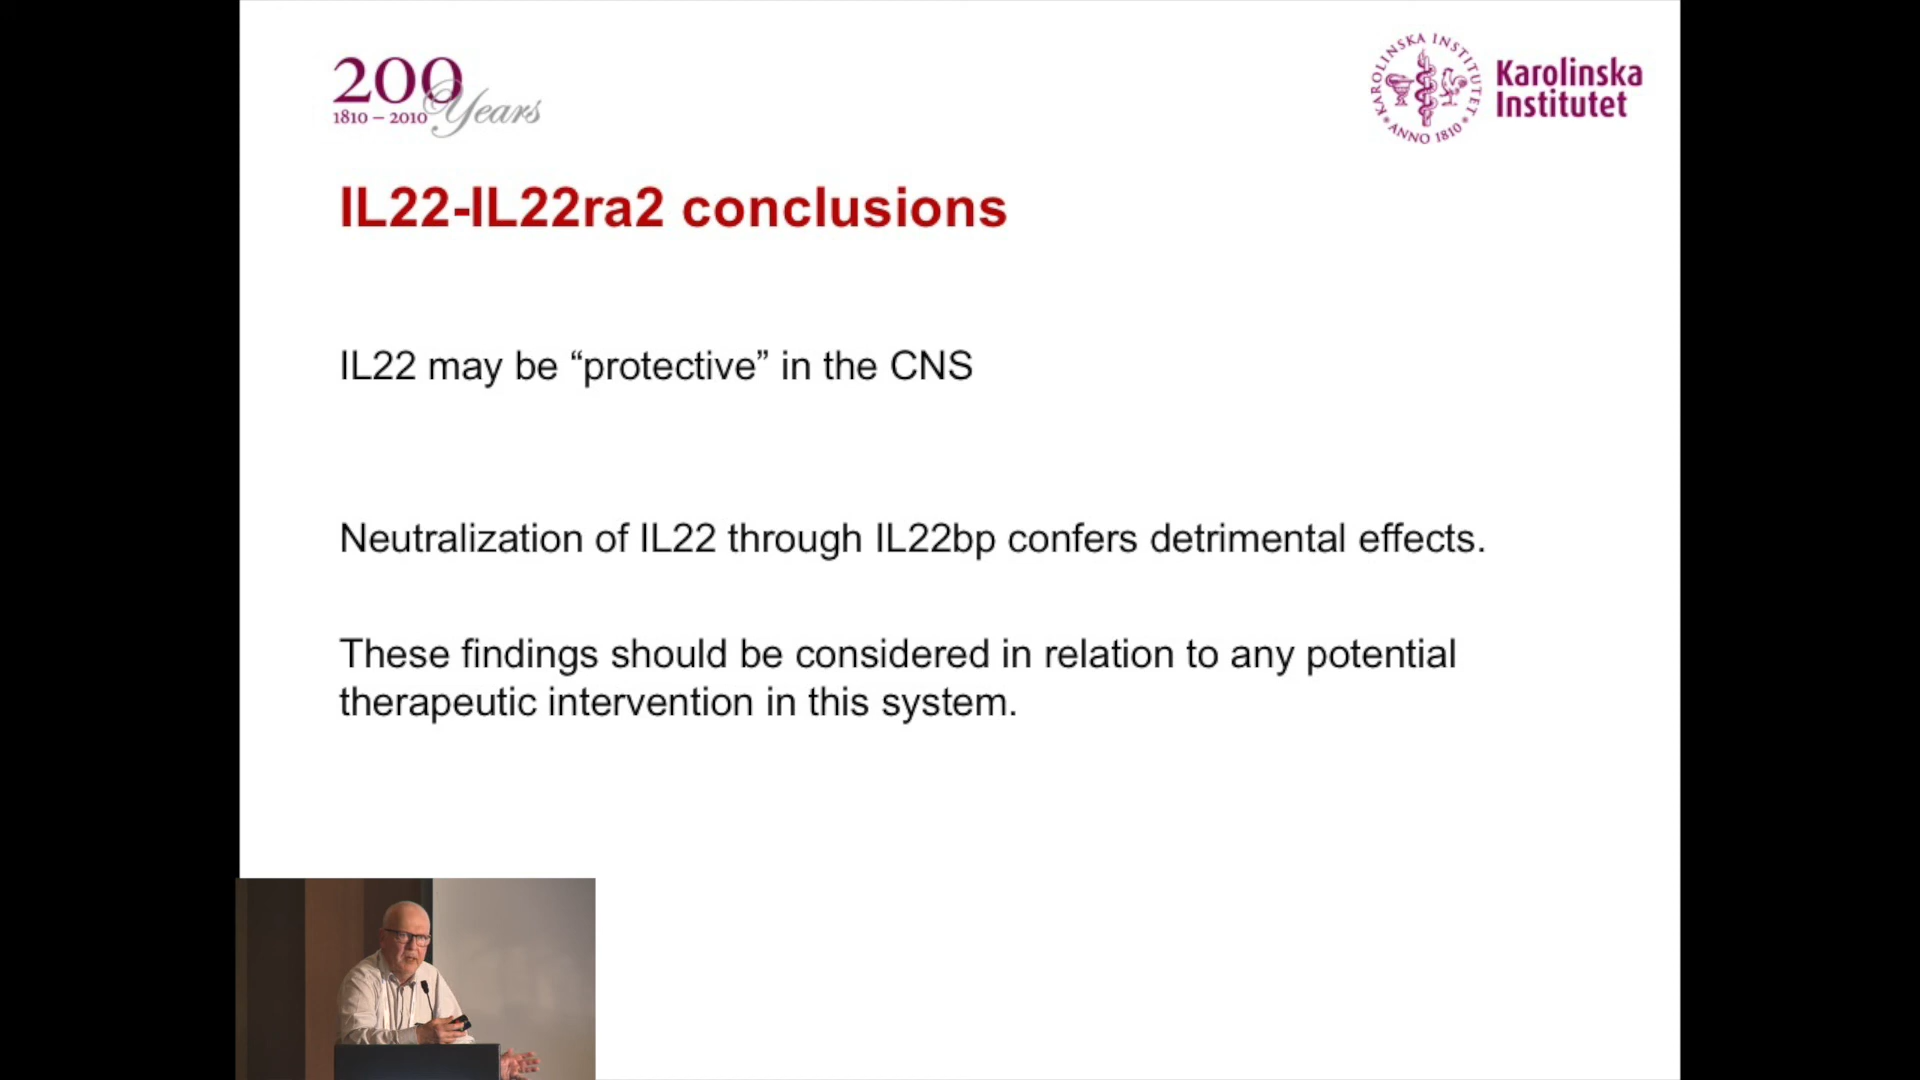 200 Years
1810 – 2010
KAROLINSKA INSTITUTET
ANNO 1810
Karolinska
Institutet
IL22-IL22ra2 conclusions
IL22 may be “protective” in the CNS
Neutralization of IL22 through IL22bp confers detrimental effects.
These findings should be considered in relation to any potential
therapeutic intervention in this system.